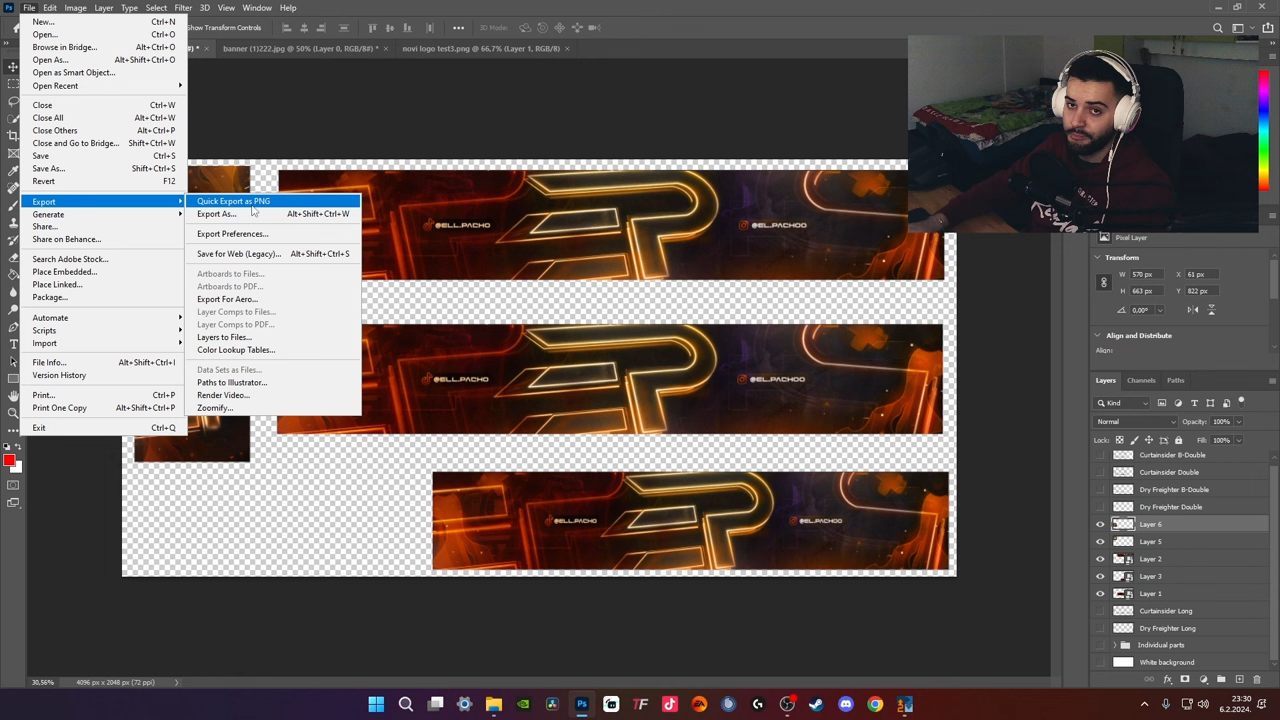 File Edit Image Layer Type Select Filter 3D View Window Help
New... Ctrl+N
Open... Ctrl+O
Browse in Bridge... Alt+Ctrl+O
Open As... Alt+Shift+Ctrl+O
Open as Smart Object...
Open Recent
Close Ctrl+W
Close All Alt+Ctrl+W
Close Others Alt+Ctrl+P
Close and Go to Bridge... Shift+Ctrl+W
Save Ctrl+S
Save As... Shift+Ctrl+S
Revert F12
Export
Generate
Share...
Share on Behance...
Search Adobe Stock...
Place Embedded...
Place Linked...
Package...
Automate
Scripts
Import
File Info... Alt+Shift+Ctrl+I
Version History
Print... Ctrl+P
Print One Copy Alt+Shift+Ctrl+P
Exit Ctrl+Q
Quick Export as PNG
Export As... Alt+Shift+Ctrl+W
Export Preferences...
Save for Web (Legacy)... Alt+Shift+Ctrl+S
Artboards to Files...
Artboards to PDF...
Export For Aero...
Layer Comps to Files...
Layer Comps to PDF...
Layers to Files...
Color Lookup Tables...
Data Sets as Files...
Paths to Illustrator...
Render Video...
Zoomify...
Show Transform Controls
3D Mode:
banner (1)222.jpg @ 50% (Layer 0, RGB/8#) *
novi logo test3.png @ 66,7% (Layer 1, RGB/8)
@ELL.PACHO @ELL.PACHOO
@ELL.PACHO @ELL.PACHOO
@ELL.PACHO @ELL.PACHOO
Pixel Layer
Transform
W 570 px X 61 px
H 663 px Y 822 px
0,00°
Align and Distribute
Align:
Layers Channels Paths
Kind
Normal Opacity: 100%
Lock: Fill: 100%
Curtainsider B-Double
Curtainsider Double
Dry Freighter B-Double
Dry Freighter Double
Layer 6
Layer 5
Layer 2
Layer 3
Layer 1
Curtainsider Long
Dry Freighter Long
Individual parts
White background
30,56% 4096 px x 2048 px (72 ppi)
23:30
6.2.2024.